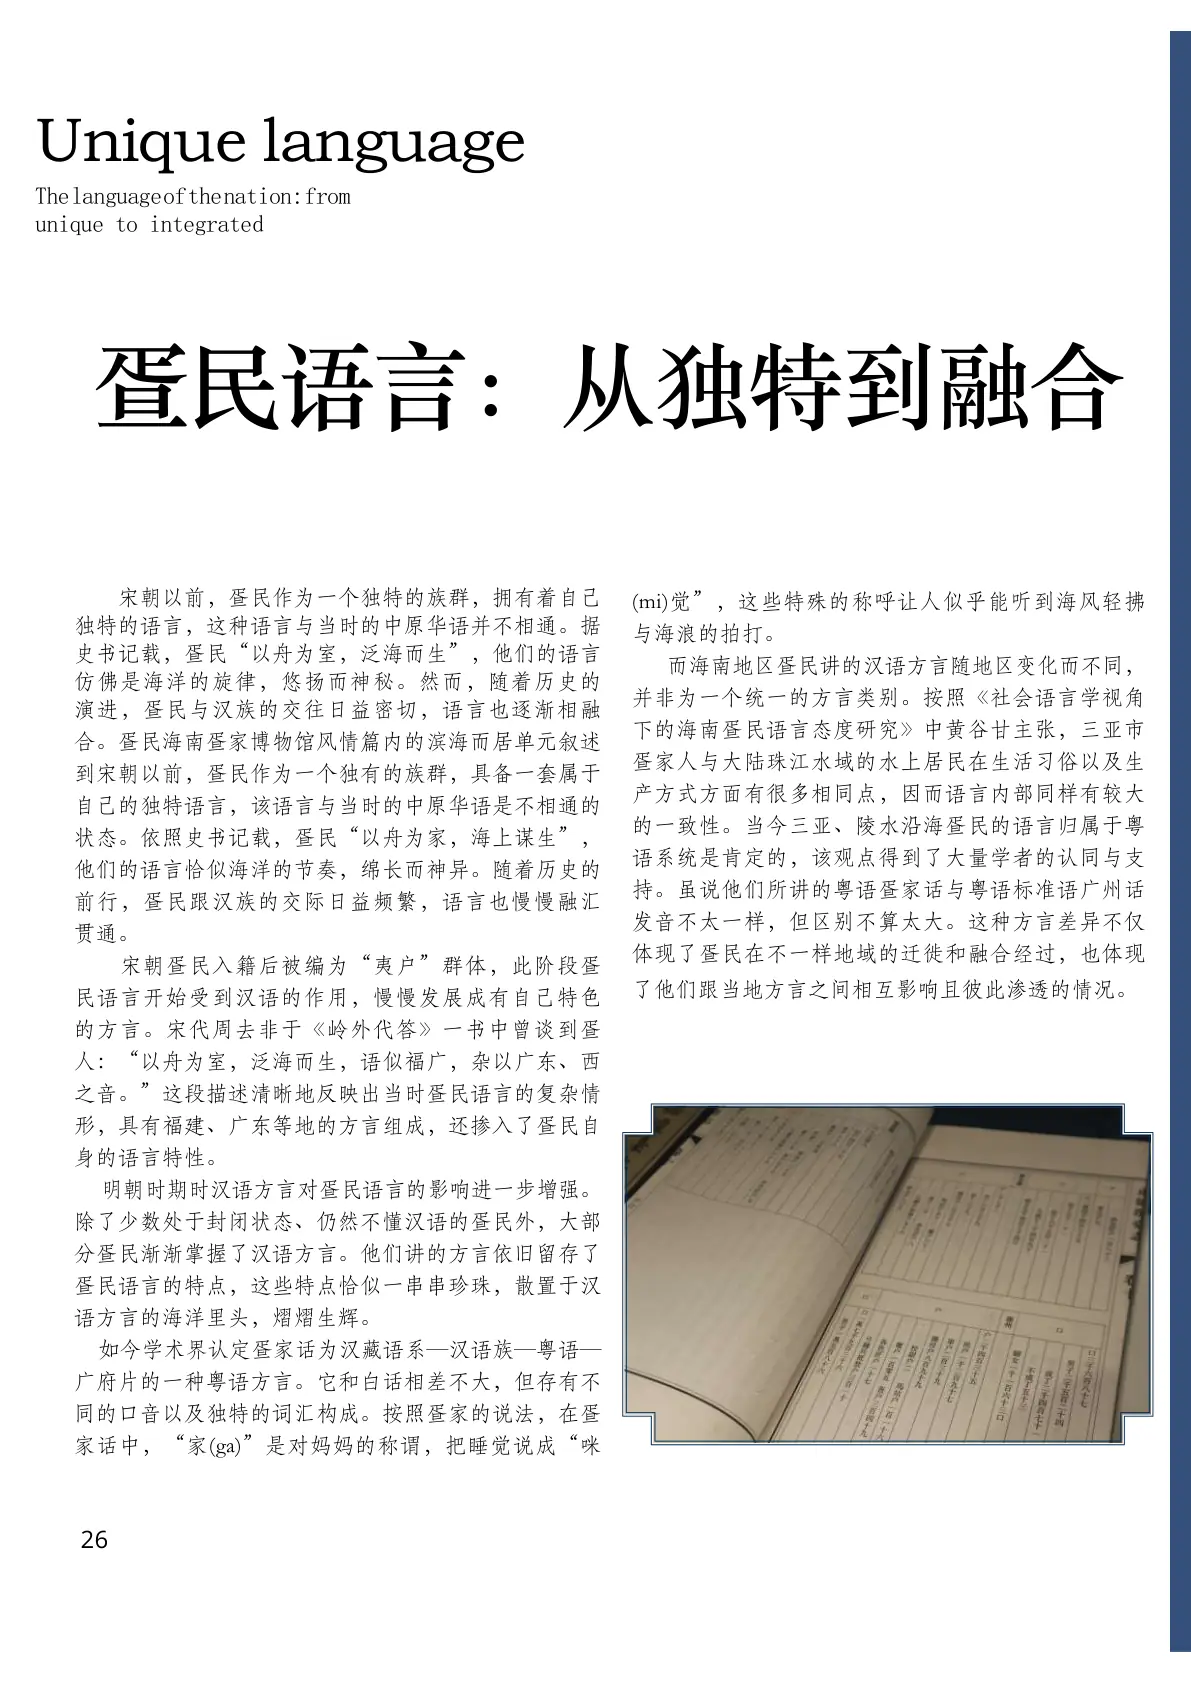 Unique language
The language of the nation: from
unique to integrated
疍民语言：从独特到融合
宋朝以前，疍民作为一个独特的族群，拥有着自己
独特的语言，这种语言与当时的中原华语并不相通。据
史书记载，疍民“以舟为室，泛海而生”，他们的语言
仿佛是海洋的旋律，悠扬而神秘。然而，随着历史的
演进，疍民与汉族的交往日益密切，语言也逐渐相融
合。疍民海南疍家博物馆风情篇内的滨海而居单元叙述
到宋朝以前，疍民作为一个独有的族群，具备一套属于
自己的独特语言，该语言与当时的中原华语是不相通的
状态。依照史书记载，疍民“以舟为家，海上谋生”，
他们的语言恰似海洋的节奏，绵长而神异。随着历史的
前行，疍民跟汉族的交际日益频繁，语言也慢慢融汇
贯通。
宋朝疍民入籍后被编为“夷户”群体，此阶段疍
民语言开始受到汉语的作用，慢慢发展成有自己特色
的方言。宋代周去非于《岭外代答》一书中曾谈到疍
人：“以舟为室，泛海而生，语似福广，杂以广东、西
之音。”这段描述清晰地反映出当时疍民语言的复杂情
形，具有福建、广东等地的方言组成，还掺入了疍民自
身的语言特性。
明朝时期时汉语方言对疍民语言的影响进一步增强。
除了少数处于封闭状态、仍然不懂汉语的疍民外，大部
分疍民渐渐掌握了汉语方言。他们讲的方言依旧留存了
疍民语言的特点，这些特点恰似一串串珍珠，散置于汉
语方言的海洋里头，熠熠生辉。
如今学术界认定疍家话为汉藏语系—汉语族—粤语—
广府片的一种粤语方言。它和白话相差不大，但存有不
同的口音以及独特的词汇构成。按照疍家的说法，在疍
家话中，“家(ga)”是对妈妈的称谓，把睡觉说成“咪
(mi)觉”，这些特殊的称呼让人似乎能听到海风轻拂
与海浪的拍打。
而海南地区疍民讲的汉语方言随地区变化而不同，
并非为一个统一的方言类别。按照《社会语言学视角
下的海南疍民语言态度研究》中黄谷甘主张，三亚市
疍家人与大陆珠江水域的水上居民在生活习俗以及生
产方式方面有很多相同点，因而语言内部同样有较大
的一致性。当今三亚、陵水沿海疍民的语言归属于粤
语系统是肯定的，该观点得到了大量学者的认同与支
持。虽说他们所讲的粤语疍家话与粤语标准语广州话
发音不太一样，但区别不算太大。这种方言差异不仅
体现了疍民在不一样地域的迁徙和融合经过，也体现
了他们跟当地方言之间相互影响且彼此渗透的情况。
26